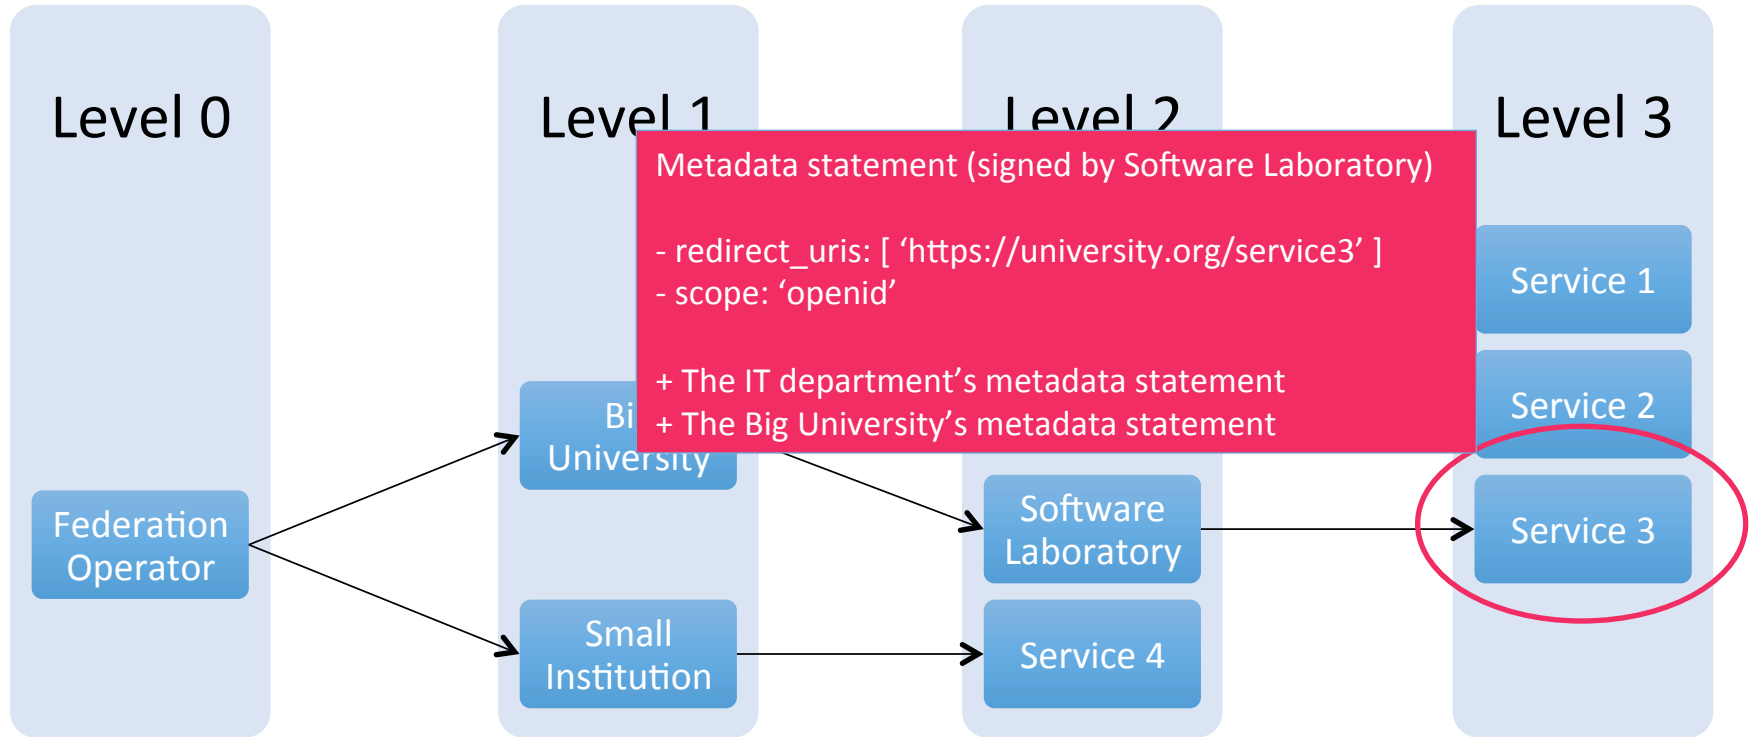 Level 0
Level 1
Level 2
Level 3
Metadata statement (signed by Software Laboratory)
- redirect_uris: [ ‘https://university.org/service3’ ]
- scope: ‘openid’
+ The IT department’s metadata statement
+ The Big University’s metadata statement
Federation
Operator
Bi
University
Small
Institution
Software
Laboratory
Service 4
Service 1
Service 2
Service 3